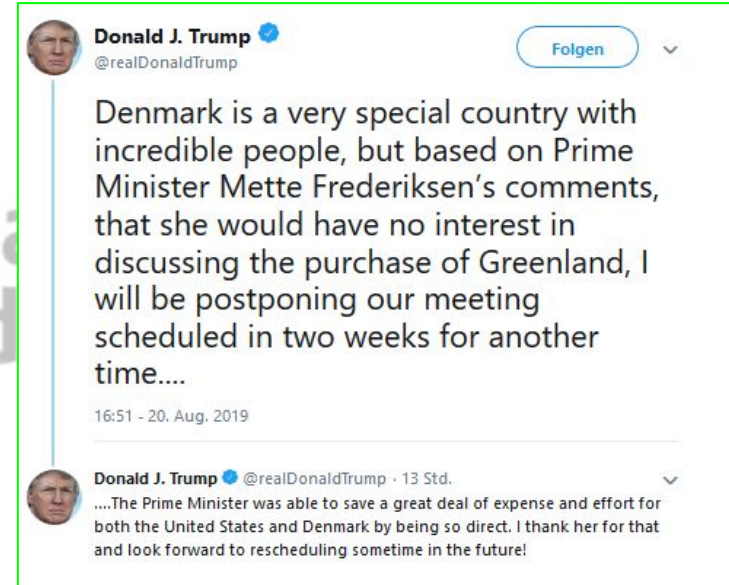 Donald J. Trump
@realDonaldTrump
Folgen
Denmark is a very special country with
incredible people, but based on Prime
Minister Mette Frederiksen’s comments,
that she would have no interest in
discussing the purchase of Greenland, I
will be postponing our meeting
scheduled in two weeks for another
time....
16:51 - 20. Aug. 2019
Donald J. Trump @realDonaldTrump · 13 Std.
....The Prime Minister was able to save a great deal of expense and effort for
both the United States and Denmark by being so direct. I thank her for that
and look forward to rescheduling sometime in the future!